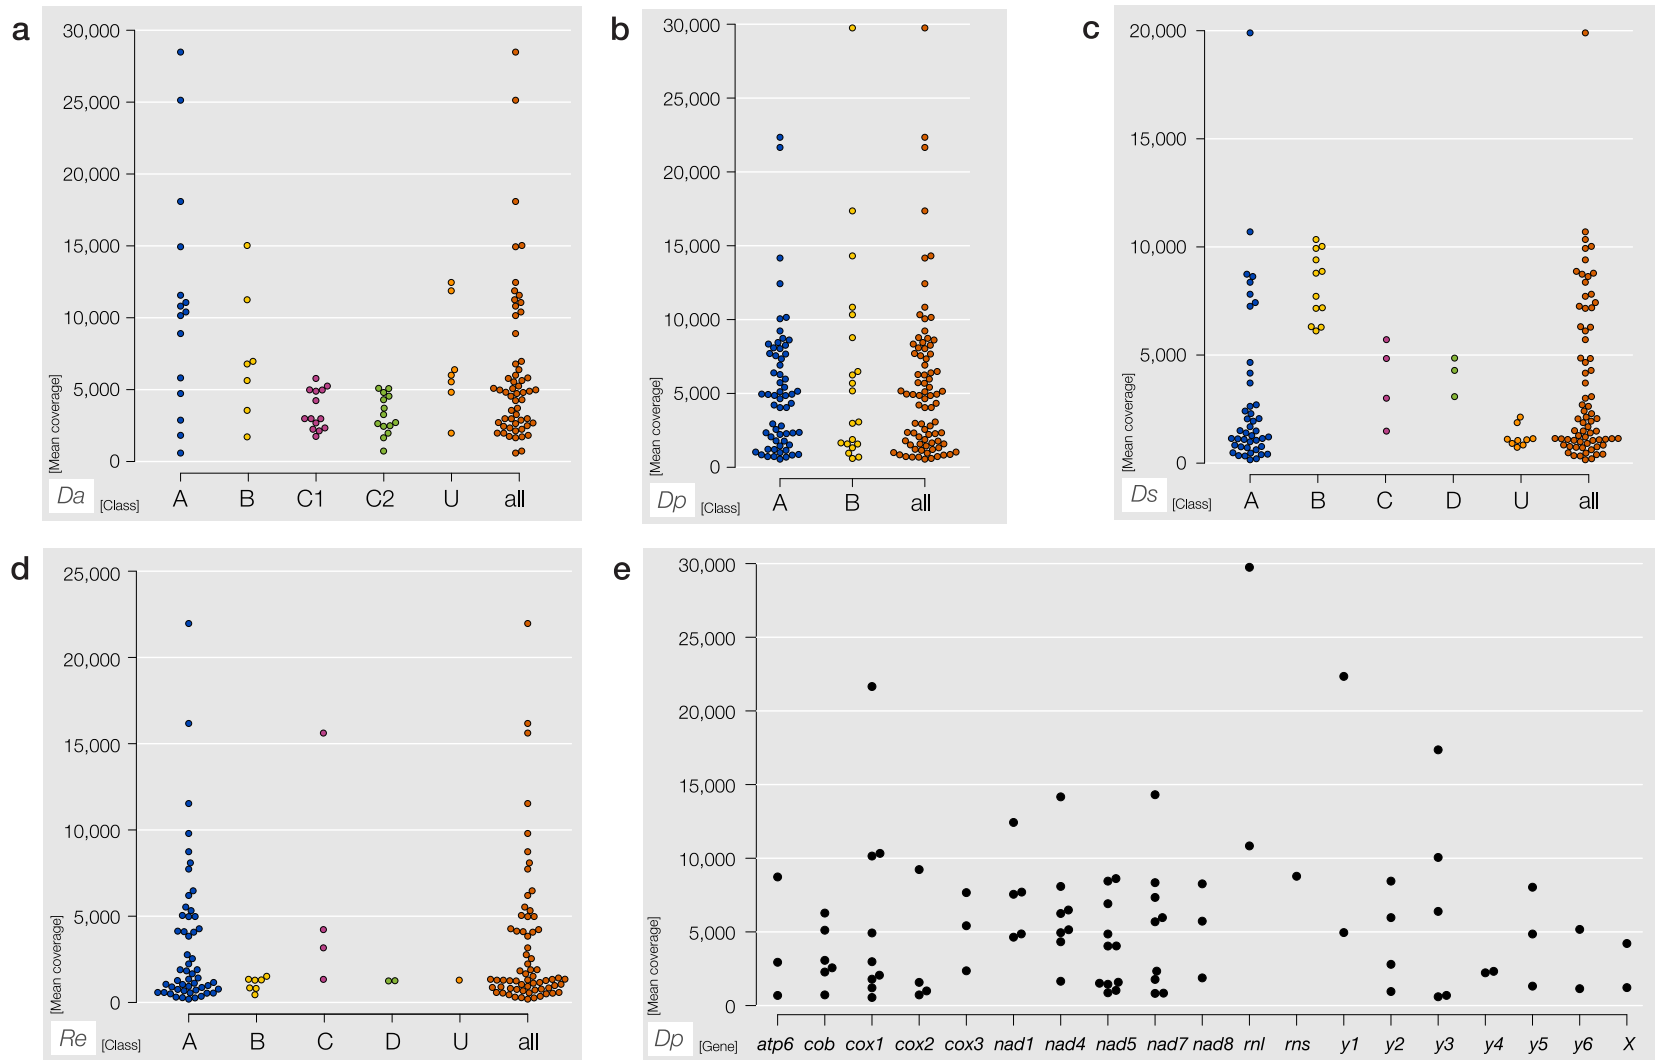 a
30,000
25,000
20,000
15,000
10,000
5,000
0
[Mean coverage]
Da
[Class]
A B C1 C2 U all
b
30,000
25,000
20,000
15,000
10,000
5,000
0
[Mean coverage]
Dp
[Class]
A B all
c
20,000
15,000
10,000
5,000
0
[Mean coverage]
Ds
[Class]
A B C D U all
d
25,000
20,000
15,000
10,000
5,000
0
[Mean coverage]
Re
[Class]
A B C D U all
e
30,000
25,000
20,000
15,000
10,000
5,000
0
[Mean coverage]
Dp
[Gene]
atp6 cob cox1 cox2 cox3 nad1 nad4 nad5 nad7 nad8 rnl rns y1 y2 y3 y4 y5 y6 X